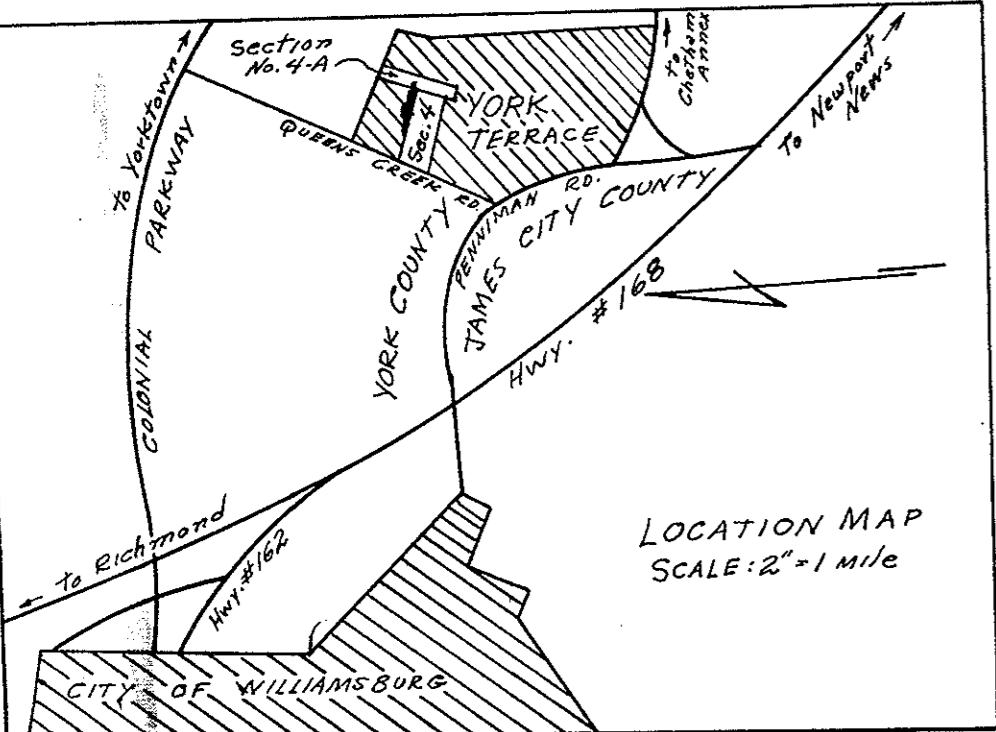 Section
No. 4-A
to Yorktown
to
Chatham
Annex
To Newport
News
YORK
TERRACE
Sec. 4
QUEENS CREEK RD.
PENNIMAN RD.
COLONIAL PARKWAY
YORK COUNTY
JAMES CITY COUNTY
HWY. #168
to Richmond
HWY. #162
LOCATION MAP
SCALE: 2" = 1 MIle
CITY OF WILLIAMSBURG